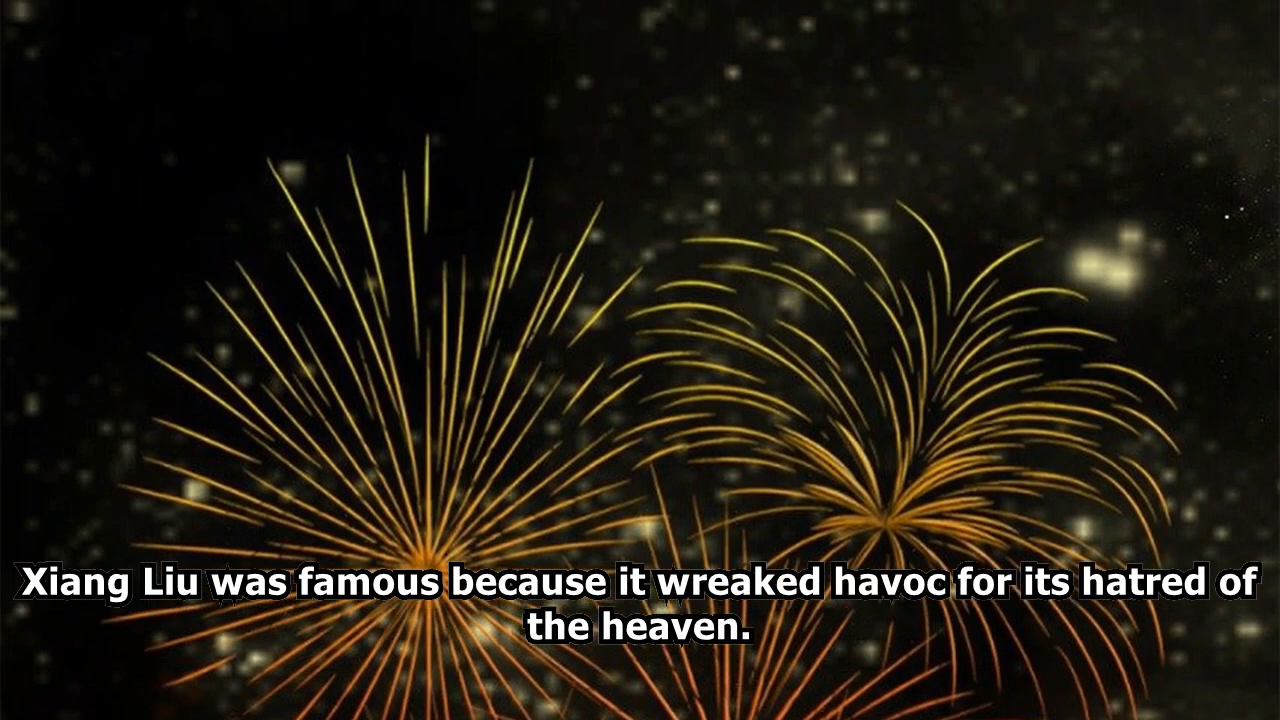 Xiang Liu was famous because it wreaked havoc for its hatred of
the heaven.